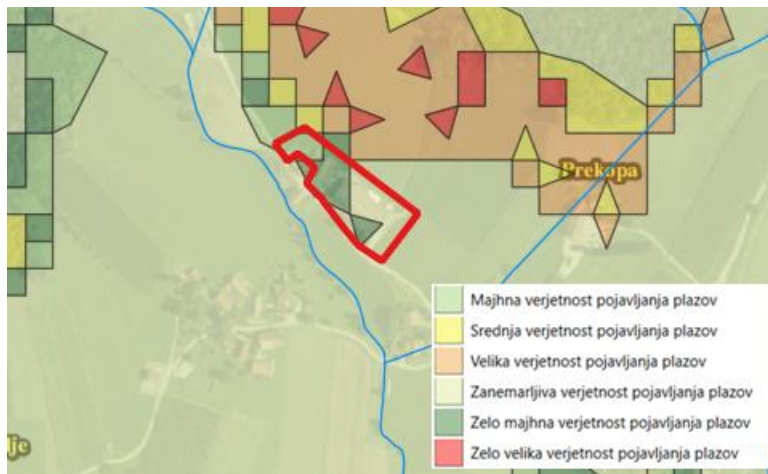 Prekopa
Majhna verjetnost pojavljanja plazov
Srednja verjetnost pojavljanja plazov
Velika verjetnost pojavljanja plazov
Zanemarljiva verjetnost pojavljanja plazov
Zelo majhna verjetnost pojavljanja plazov
Zelo velika verjetnost pojavljanja plazov
lje